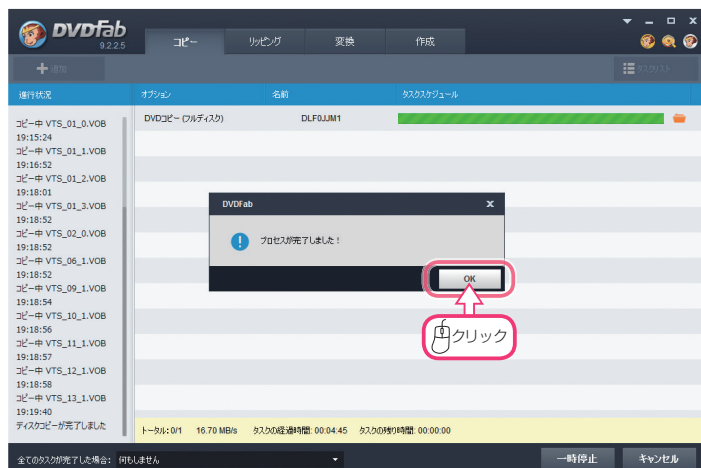 DVDFab
9.2.2.5
コピー
リッピング
変換
作成
追加
タスクリスト
進行状況
オプション
名前
タスクスケジュール
コピー中 VTS_01_0.VOB
19:15:24
コピー中 VTS_01_1.VOB
19:16:52
コピー中 VTS_01_2.VOB
19:18:01
コピー中 VTS_01_3.VOB
19:18:52
コピー中 VTS_02_0.VOB
19:18:52
コピー中 VTS_06_1.VOB
19:18:52
コピー中 VTS_09_1.VOB
19:18:54
コピー中 VTS_10_1.VOB
19:18:56
コピー中 VTS_11_1.VOB
19:18:57
コピー中 VTS_12_1.VOB
19:18:58
コピー中 VTS_13_1.VOB
19:19:40
ディスクコピーが完了しました
DVDコピー (フルディスク)
DLF0JJM1
DVDFab
プロセスが完了しました！
OK
クリック
トータル: 0/1 16.70 MB/s タスクの経過時間: 00:04:45 タスクの残り時間: 00:00:00
全てのタスクが完了した場合: 何もしません
一時停止
キャンセル